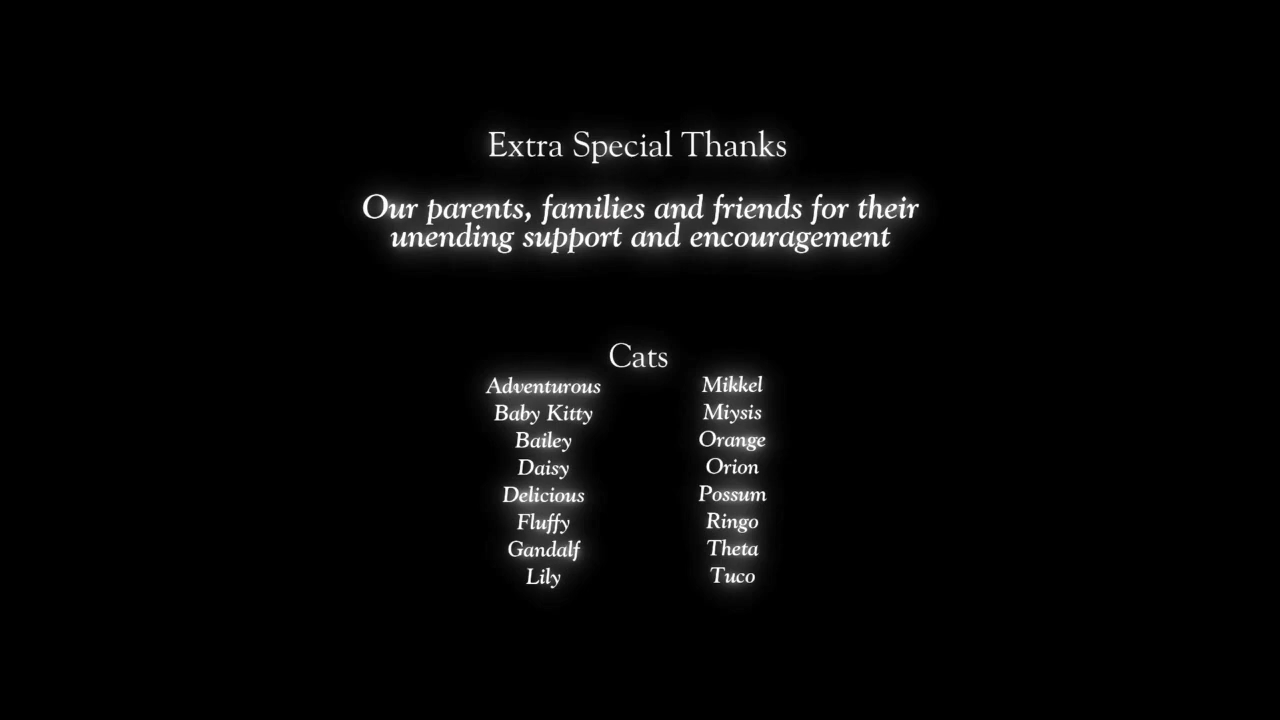 Extra Special Thanks
Our parents, families and friends for their
unending support and encouragement
Cats
Adventurous
Baby Kitty
Bailey
Daisy
Delicious
Fluffy
Gandalf
Lily
Mikkel
Miysis
Orange
Orion
Possum
Ringo
Theta
Tuco